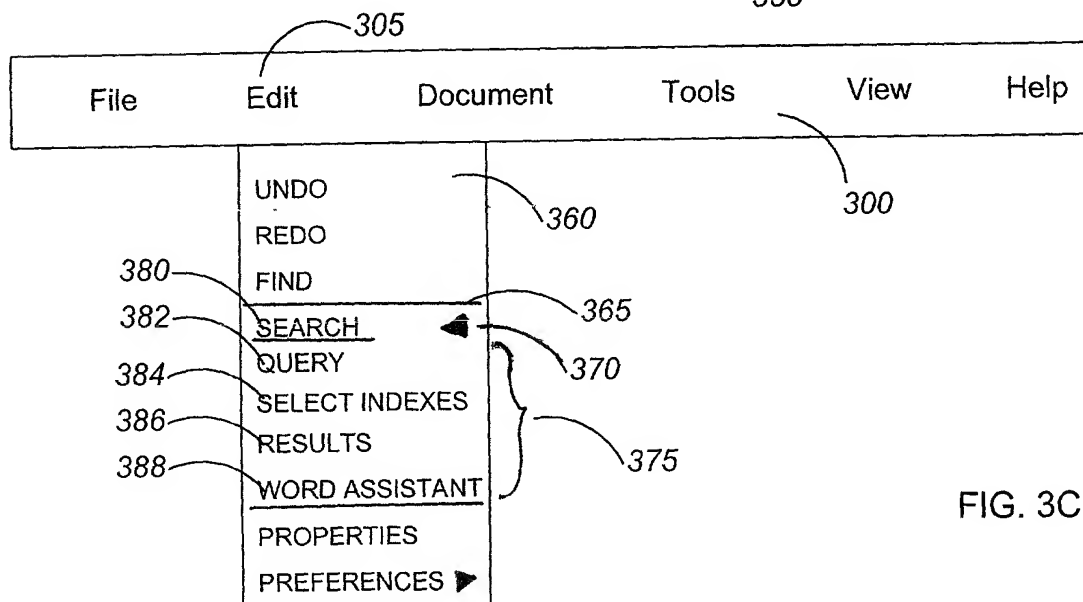 305
File Edit Document Tools View Help
300
UNDO
360
REDO
FIND
380
365
382
SEARCH
370
QUERY
384
SELECT INDEXES
386
RESULTS
375
388
WORD ASSISTANT
FIG. 3C
PROPERTIES
PREFERENCES